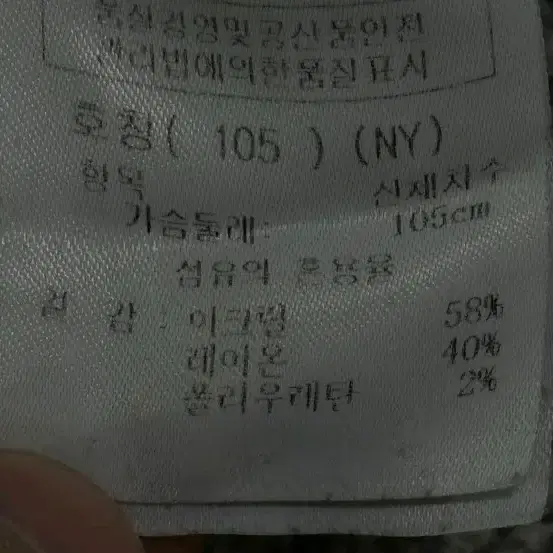 품질경영및공산품안전
관리법에의한품질표시
호칭( 105 ) (NY)
항목 신체치수
가슴둘레: 105cm
섬유의 혼용율
겉 감 : 아크릴 58%
레이온 40%
폴리우레탄 2%